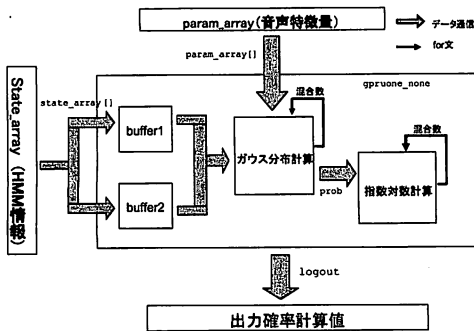 param_array(音声特徴量)
データ通信
for文
param_array[]
gpruone_none
State_array (HMM情報)
state_array[]
混合数
buffer1
ガウス分布計算
混合数
buffer2
prob
指数対数計算
logout
出力確率計算値